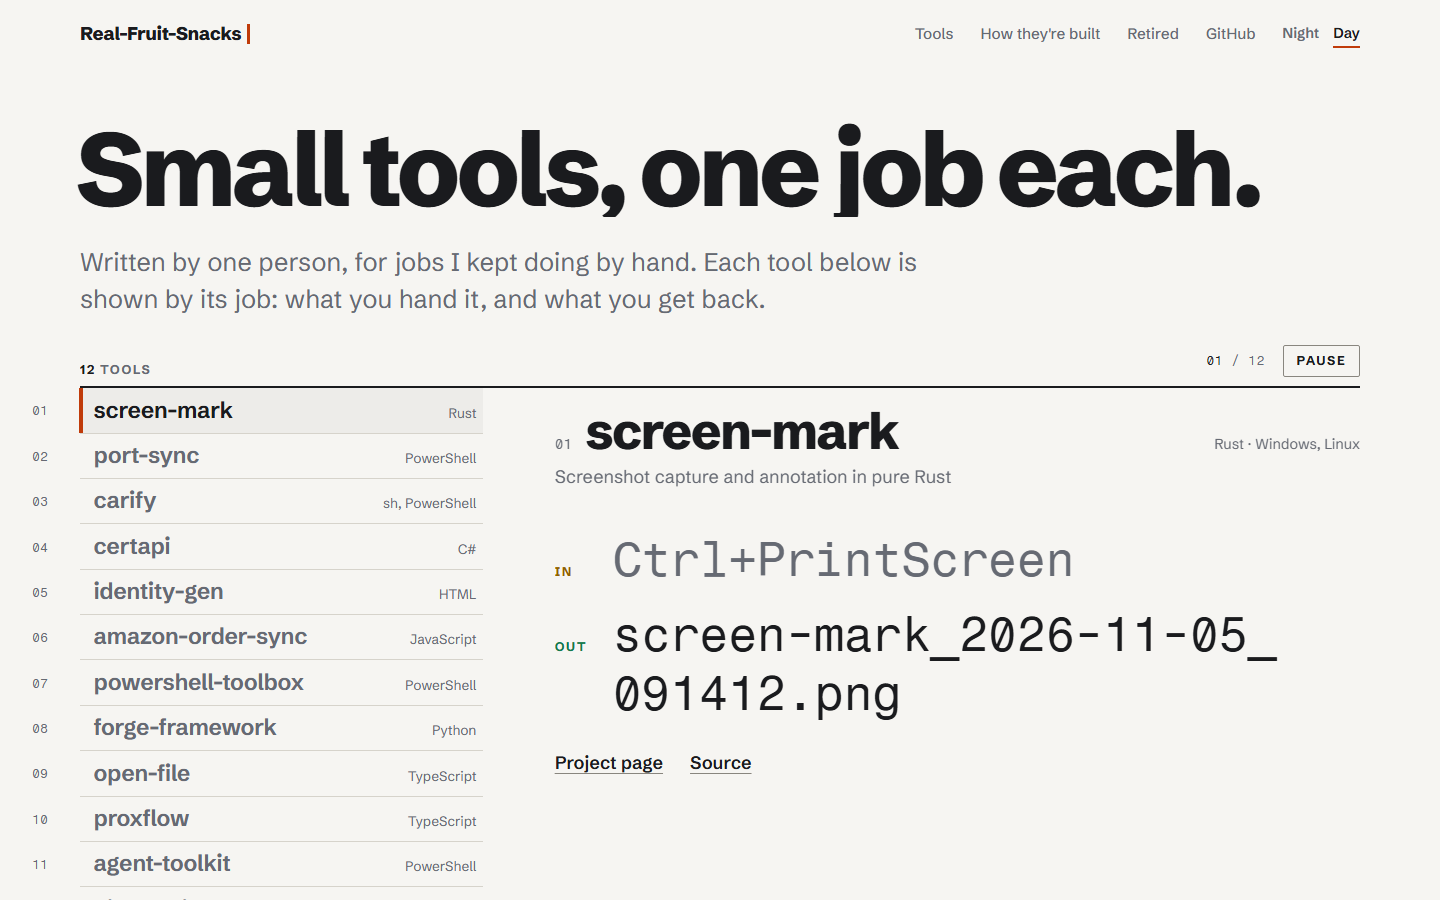 Real-Fruit-Snacks
Tools How they're built Retired GitHub Night Day
Small tools, one job each.
Written by one person, for jobs I kept doing by hand. Each tool below is
shown by its job: what you hand it, and what you get back.
12 TOOLS
01 / 12 PAUSE
01 screen-mark Rust
02 port-sync PowerShell
03 carify sh, PowerShell
04 certapi C#
05 identity-gen HTML
06 amazon-order-sync JavaScript
07 powershell-toolbox PowerShell
08 forge-framework Python
09 open-file TypeScript
10 proxflow TypeScript
11 agent-toolkit PowerShell
01 screen-mark Rust · Windows, Linux
Screenshot capture and annotation in pure Rust
IN Ctrl+PrintScreen
OUT screen-mark_2026-11-05_
091412.png
Project page Source